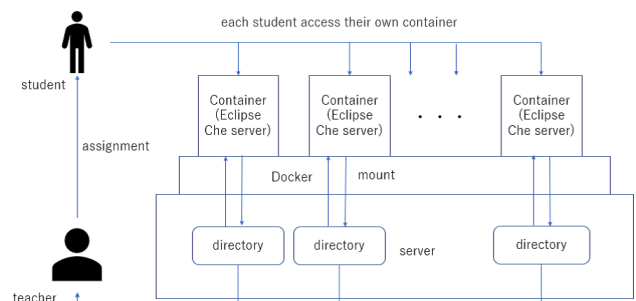 each student access their own container
student
Container
(Eclipse
Che server)
Container
(Eclipse
Che server)
. . .
Container
(Eclipse
Che server)
assignment
Docker
mount
directory
directory
server
directory
teacher